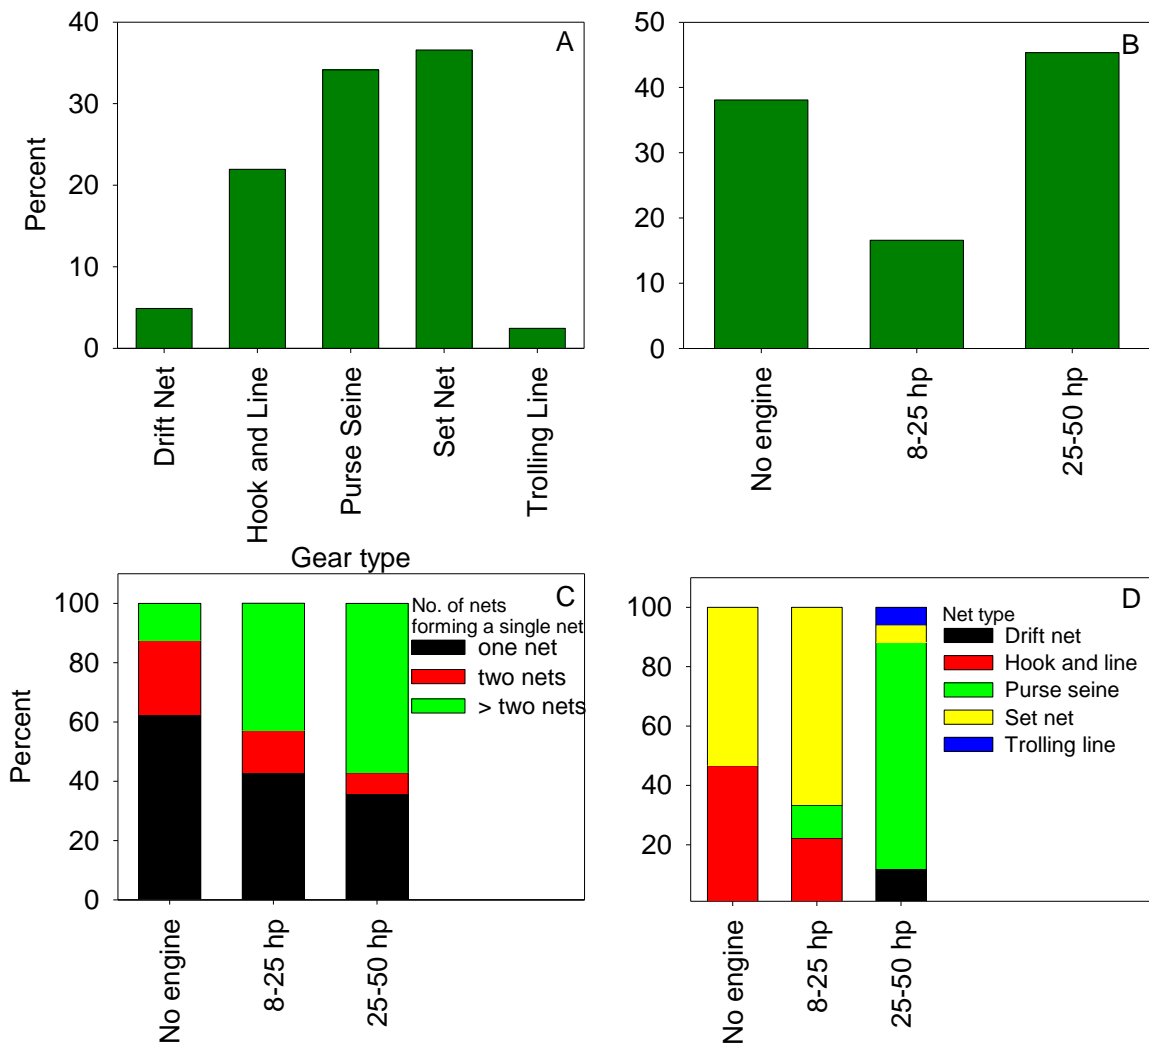 A
40
30
20
10
0
Percent
Drift Net
Hook and Line
Purse Seine
Set Net
Trolling Line
Gear type
B
50
40
30
20
10
0
No engine
8-25 hp
25-50 hp
C
100
80
60
40
20
0
Percent
No. of nets
forming a single net
one net
two nets
> two nets
No engine
8-25 hp
25-50 hp
D
100
80
60
40
20
Net type
Drift net
Hook and line
Purse seine
Set net
Trolling line
No engine
8-25 hp
25-50 hp